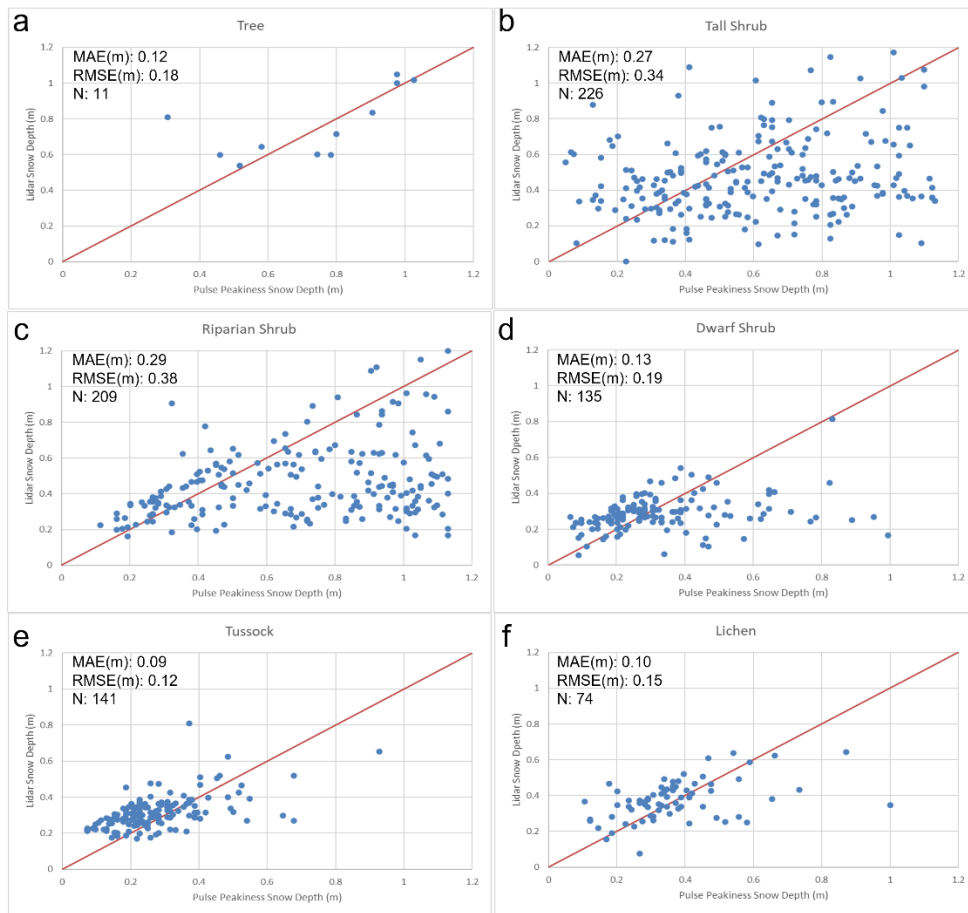 a
Tree
MAE(m): 0.12
RMSE(m): 0.18
N: 11
Lidar Snow Depth (m)
1.2
1
0.8
0.6
0.4
0.2
0
0 0.2 0.4 0.6 0.8 1 1.2
Pulse Peakiness Snow Depth (m)
b
Tall Shrub
MAE(m): 0.27
RMSE(m): 0.34
N: 226
Lidar Snow Depth (m)
1.2
1
0.8
0.6
0.4
0.2
0
0 0.2 0.4 0.6 0.8 1 1.2
Pulse Peakiness Snow Depth (m)
c
Riparian Shrub
MAE(m): 0.29
RMSE(m): 0.38
N: 209
Lidar Snow Depth (m)
1.2
1
0.8
0.6
0.4
0.2
0
0 0.2 0.4 0.6 0.8 1 1.2
Pulse Peakiness Snow Depth (m)
d
Dwarf Shrub
MAE(m): 0.13
RMSE(m): 0.19
N: 135
Lidar Snow Dpeth (m)
1.2
1
0.8
0.6
0.4
0.2
0
0 0.2 0.4 0.6 0.8 1 1.2
Pulse Peakiness Snow Depth (m)
e
Tussock
MAE(m): 0.09
RMSE(m): 0.12
N: 141
Lidar Snow Depth (m)
1.2
1
0.8
0.6
0.4
0.2
0
0 0.2 0.4 0.6 0.8 1 1.2
Pulse Peakiness Snow Depth (m)
f
Lichen
MAE(m): 0.10
RMSE(m): 0.15
N: 74
Lidar Snow Dpeth (m)
1.2
1
0.8
0.6
0.4
0.2
0
0 0.2 0.4 0.6 0.8 1 1.2
Pulse Peakiness Snow Depth (m)